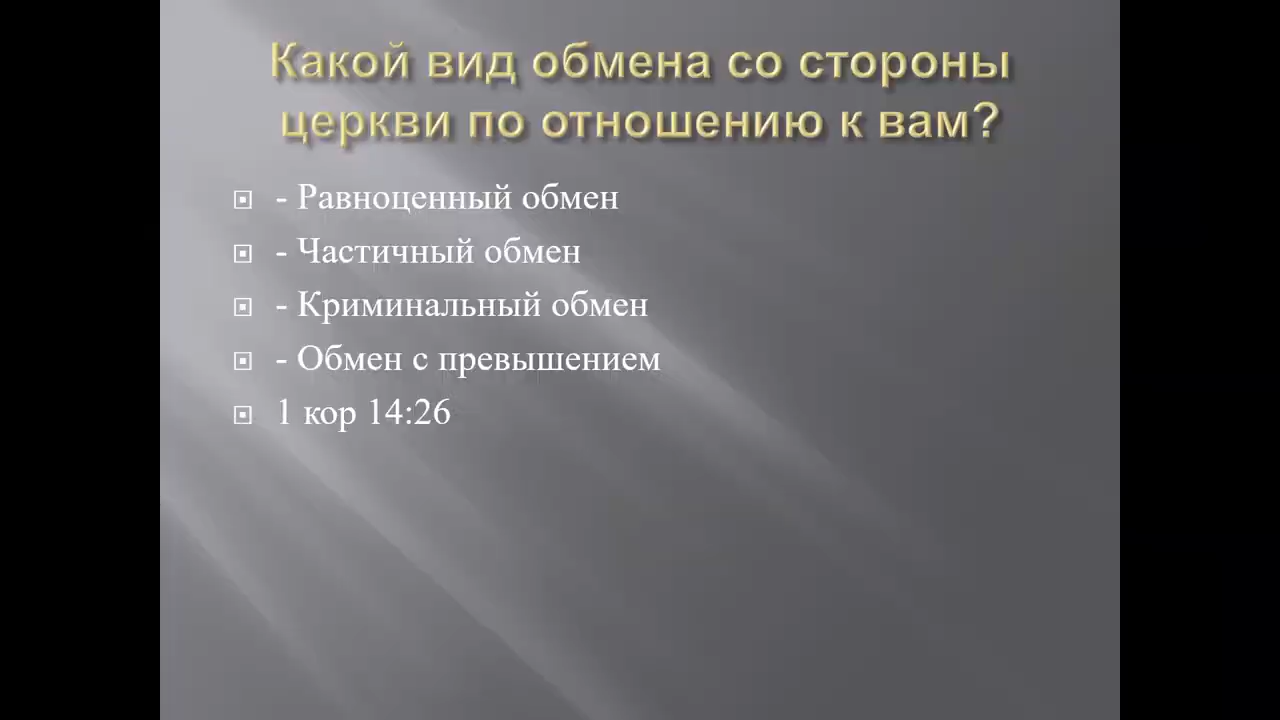 Какой вид обмена со стороны
церкви по отношению к вам?
- Равноценный обмен
- Частичный обмен
- Криминальный обмен
- Обмен с превышением
1 кор 14:26